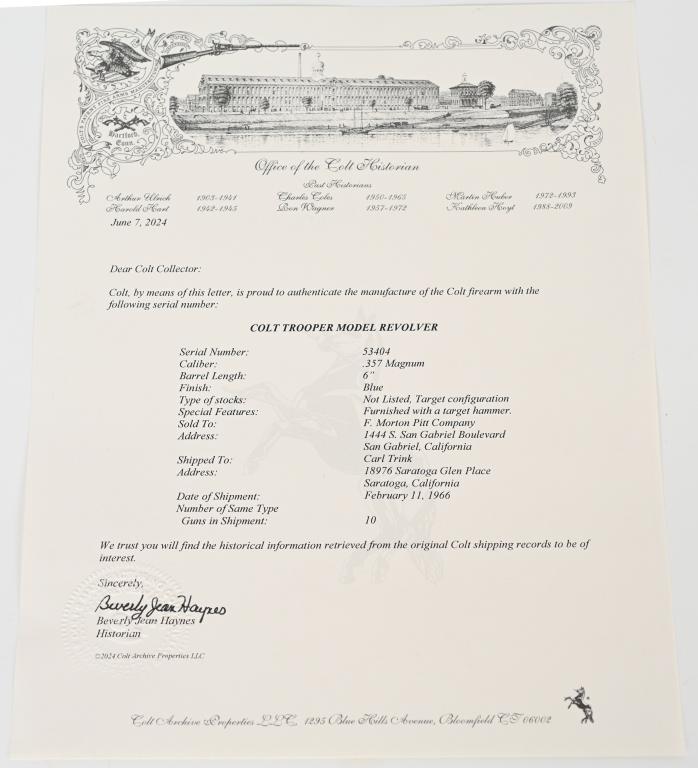 Hartford, Conn.
Office of the Colt Historian
Past Historians
Arthur Ulrich 1903-1941 Charles Coles 1950-1965 Martin Huber 1972-1993
Harold Hart 1942-1945 Ron Wagner 1957-1972 Kathleen Hoyt 1988-2009
June 7, 2024
Dear Colt Collector:
Colt, by means of this letter, is proud to authenticate the manufacture of the Colt firearm with the
following serial number:
COLT TROOPER MODEL REVOLVER
Serial Number: 53404
Caliber: .357 Magnum
Barrel Length: 6"
Finish: Blue
Type of stocks: Not Listed, Target configuration
Special Features: Furnished with a target hammer.
Sold To: F. Morton Pitt Company
Address: 1444 S. San Gabriel Boulevard
San Gabriel, California
Shipped To: Carl Trink
Address: 18976 Saratoga Glen Place
Saratoga, California
Date of Shipment: February 11, 1966
Number of Same Type
Guns in Shipment: 10
We trust you will find the historical information retrieved from the original Colt shipping records to be of
interest.
Sincerely,
Beverly Jean Haynes
Beverly Jean Haynes
Historian
©2024 Colt Archive Properties LLC
Colt Archive Properties LLC 1295 Blue Hills Avenue, Bloomfield CT 06002